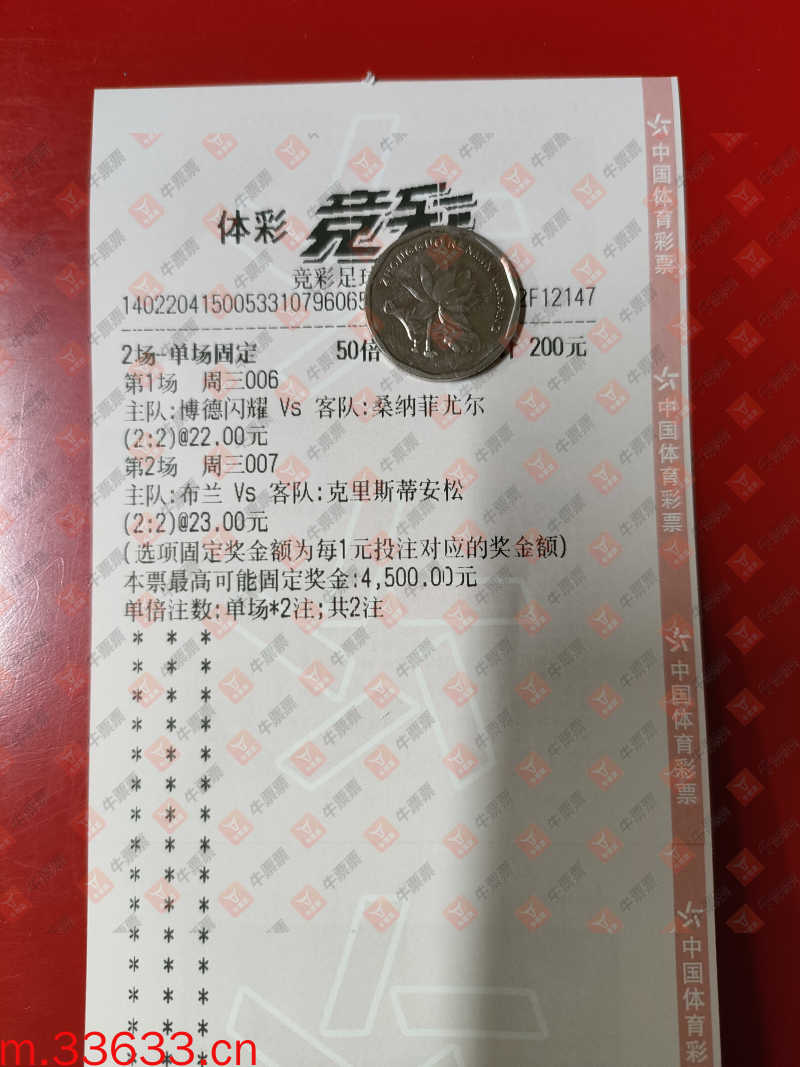 体彩 竞彩
竞彩足球
1402204150053310796065 2F12147
2场-单场固定 50倍 200元
第1场 周三006
主队:博德闪耀 Vs 客队:桑纳菲尤尔
(2:2)@22.00元
第2场 周三007
主队:布兰 Vs 客队:克里斯蒂安松
(2:2)@23.00元
(选项固定奖金额为每1元投注对应的奖金额)
本票最高可能固定奖金:4,500.00元
单倍注数:单场*2注;共2注
中国体育彩票
中国体育彩票
中国体育彩票
中国体育彩
ZHONGGUO RENMIN YINHANG
牛票票
m.33633.cn